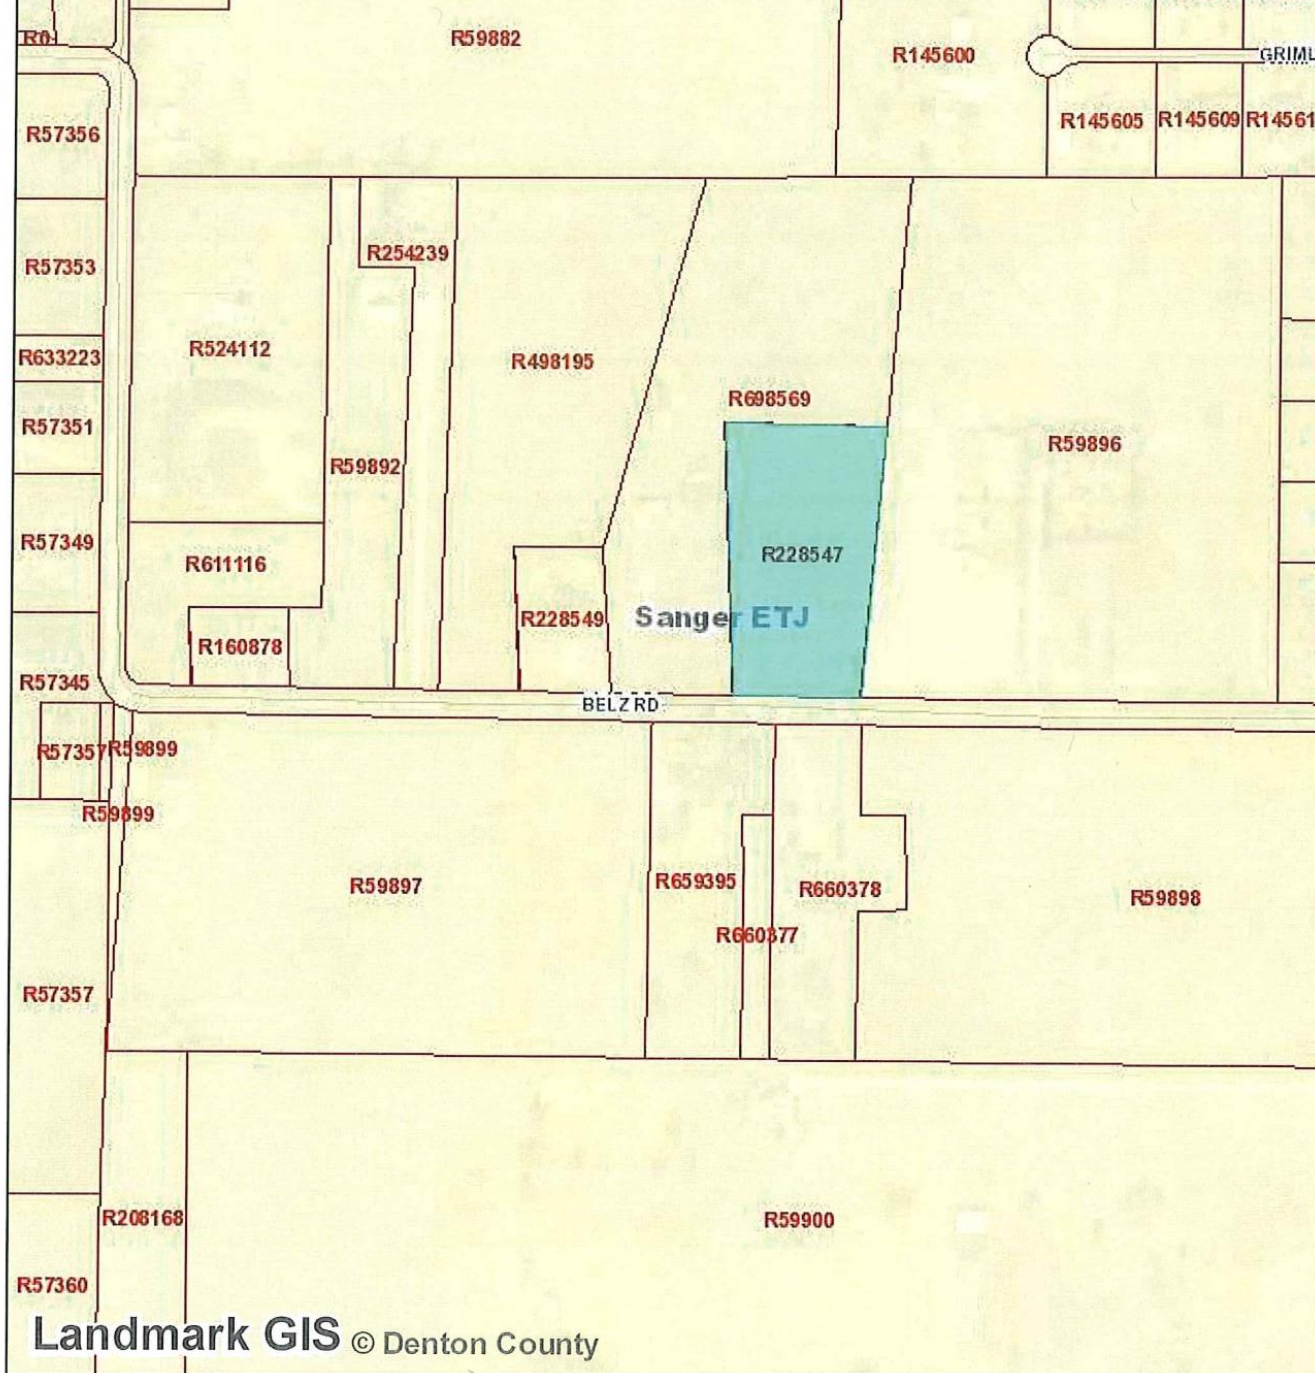 R0
R59882
R145600
GRIML
R57356
R145605
R145609
R14561
R57353
R254239
R524112
R633223
R498195
R698569
R57351
R59892
R59896
R57349
R611116
R228547
R228549
Sanger ETJ
R160878
R57345
BELZ RD
R57357
R59899
R59899
R59897
R659395
R660378
R59898
R660377
R57357
R208168
R59900
R57360
Landmark GIS © Denton County